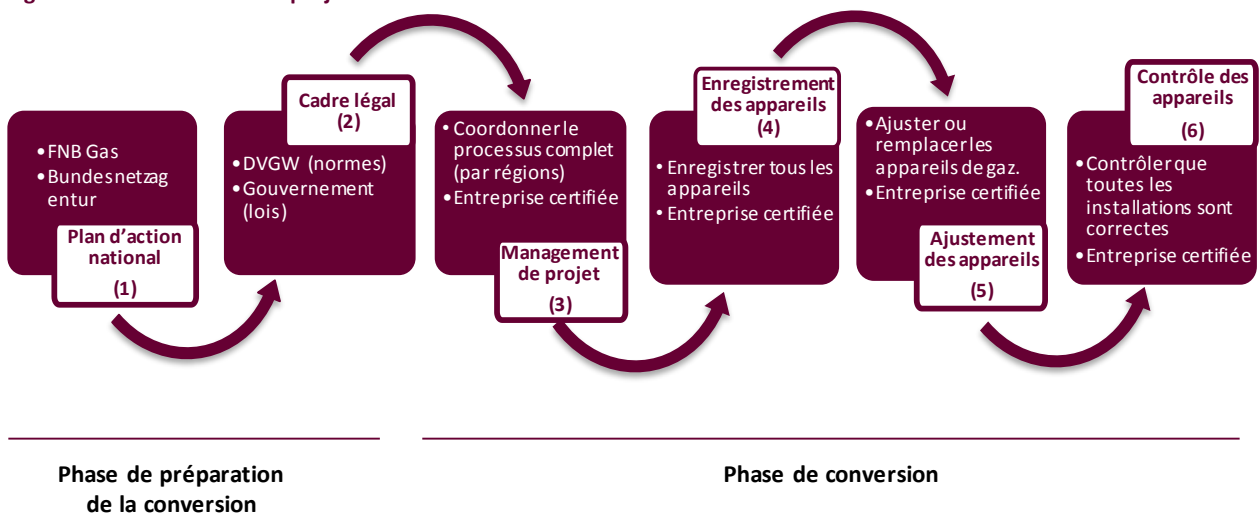 •FNB Gas
•Bundesnetzag
entur
Plan d'action
national
(1)
Cadre légal
(2)
•DVGW (normes)
•Gouvernement
(lois)
• Coordonner le
processus complet
(par régions)
•Entreprise certifiée
Management
de projet
(3)
Enregistrement
des appareils
(4)
• Enregistrer tous les
appareils
• Entreprise certifiée
•Ajuster ou
remplacer les
appareils de gaz.
•Entreprise certifiée
Ajustement
des appareils
(5)
Contrôle des
appareils
(6)
•Contrôler que
toutes les
installations sont
correctes
•Entreprise certifiée
Phase de préparation
de la conversion
Phase de conversion